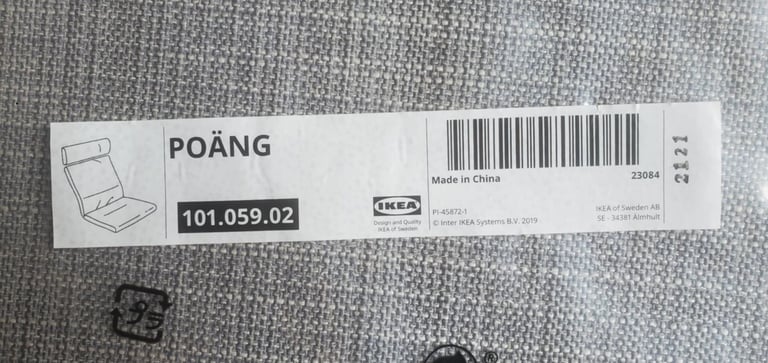 POÄNG
101.059.02
IKEA
Design and Quality
IKEA of Sweden
Made in China
23084
PI-45872-1
© Inter IKEA Systems B.V. 2019
IKEA of Sweden AB
SE - 34381 Älmhult
2121
®